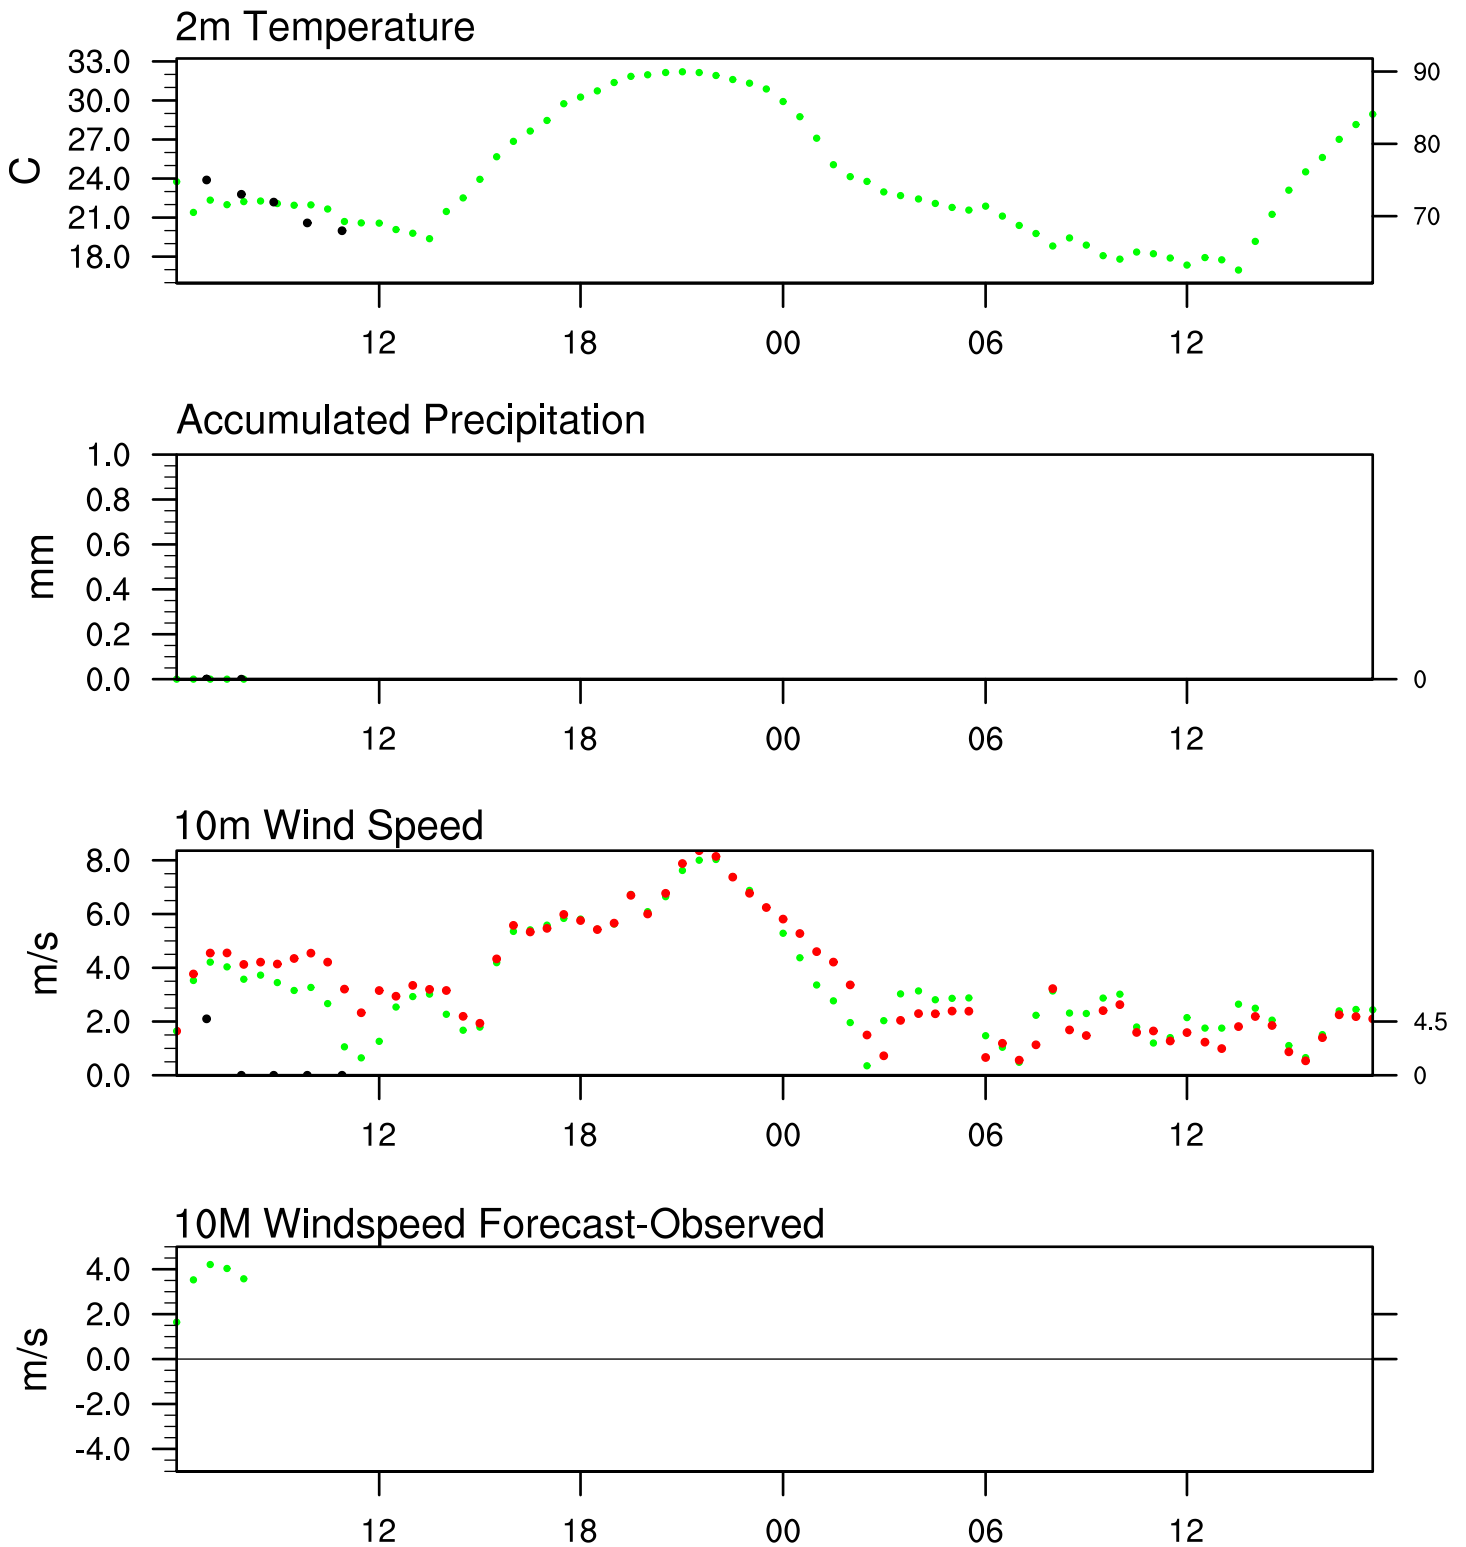 2m Temperature
33.0
30.0
27.0
24.0
21.0
18.0
C
90
80
70
12 18 00 06 12
Accumulated Precipitation
1.0
0.8
0.6
0.4
0.2
0.0
mm
0
12 18 00 06 12
10m Wind Speed
8.0
6.0
4.0
2.0
0.0
m/s
4.5
0
12 18 00 06 12
10M Windspeed Forecast-Observed
4.0
2.0
0.0
-2.0
-4.0
m/s
12 18 00 06 12